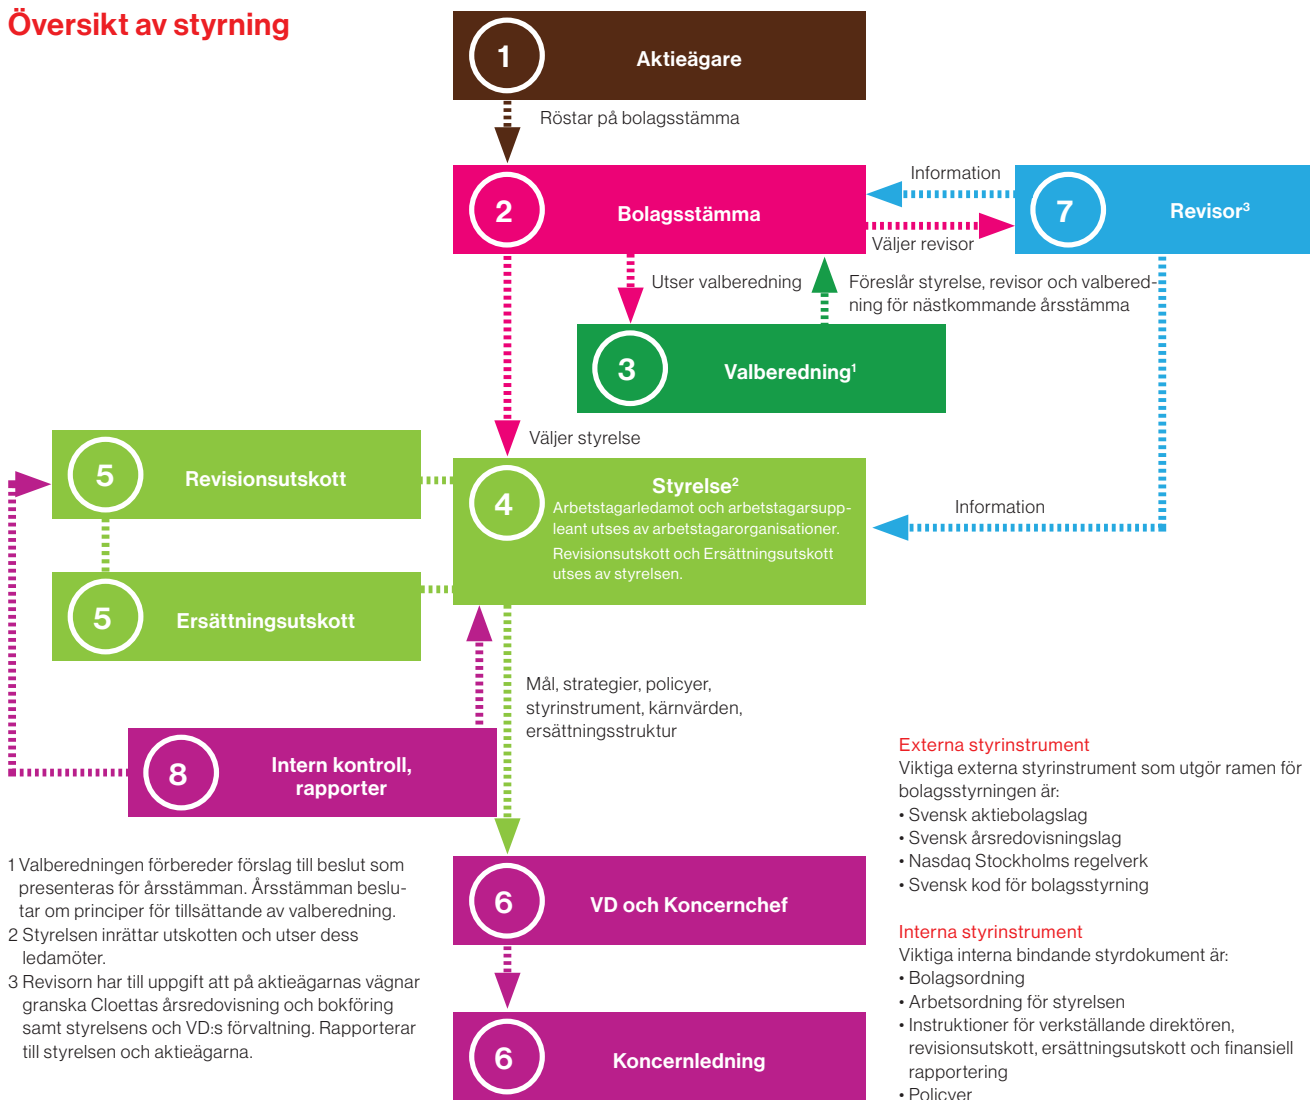 Översikt av styrning
1
Aktieägare
Röstar på bolagsstämma
2
Bolagsstämma
Information
7
Revisor³
Väljer revisor
Utser valberedning
Föreslår styrelse, revisor och valbered-
ning för nästkommande årsstämma
3
Valberedning¹
Väljer styrelse
5
Revisionsutskott
4
Styrelse²
Arbetstagarledamot och arbetstagarsupp-
leant utses av arbetstagarorganisationer.
Revisionsutskott och Ersättningsutskott
utses av styrelsen.
Information
5
Ersättningsutskott
Mål, strategier, policyer,
styrinstrument, kärnvärden,
ersättningsstruktur
8
Intern kontroll,
rapporter
6
VD och Koncernchef
6
Koncernledning
1 Valberedningen förbereder förslag till beslut som
presenteras för årsstämman. Årsstämman beslu-
tar om principer för tillsättande av valberedning.
2 Styrelsen inrättar utskotten och utser dess
ledamöter.
3 Revisorn har till uppgift att på aktieägarnas vägnar
granska Cloettas årsredovisning och bokföring
samt styrelsens och VD:s förvaltning. Rapporterar
till styrelsen och aktieägarna.
Externa styrinstrument
Viktiga externa styrinstrument som utgör ramen för
bolagsstyrningen är:
• Svensk aktiebolagslag
• Svensk årsredovisningslag
• Nasdaq Stockholms regelverk
• Svensk kod för bolagsstyrning
Interna styrinstrument
Viktiga interna bindande styrdokument är:
• Bolagsordning
• Arbetsordning för styrelsen
• Instruktioner för verkställande direktören,
revisionsutskott, ersättningsutskott och finansiell
rapportering
• Policyer